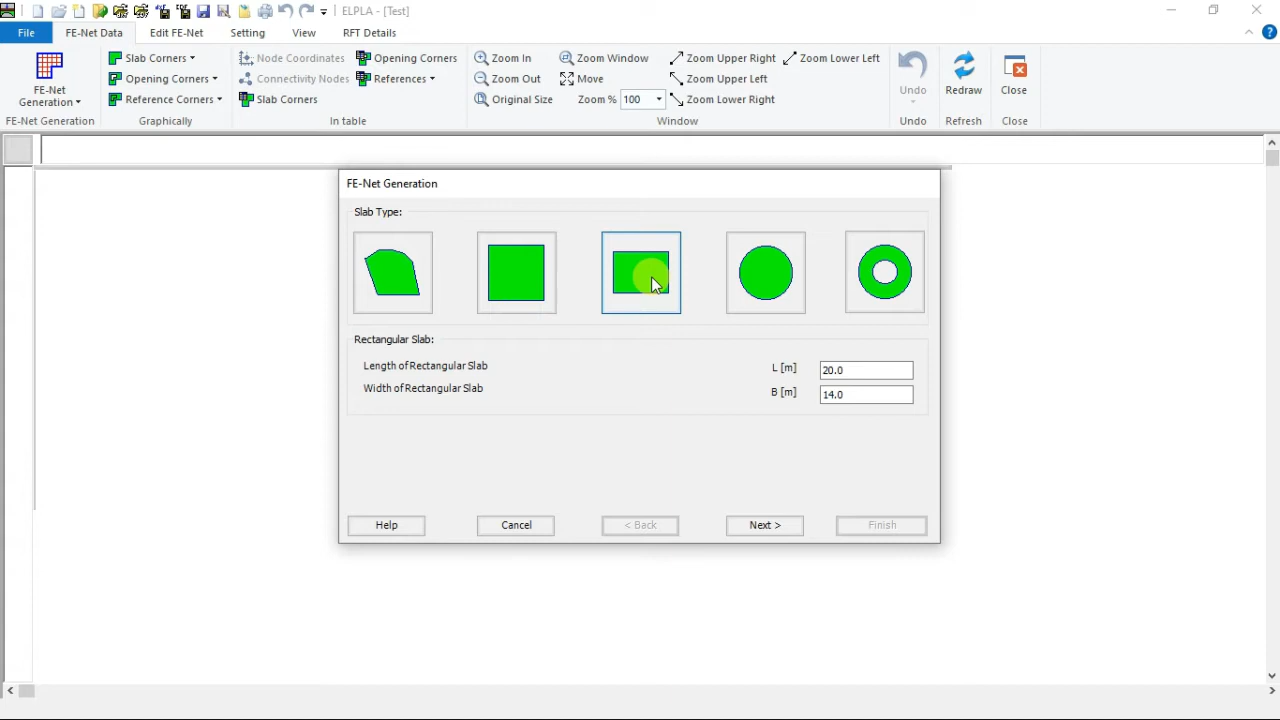 ELPLA - [Test]
File
FE-Net Data
Edit FE-Net
Setting
View
RFT Details
FE-Net
Generation
FE-Net Generation
Slab Corners
Opening Corners
Reference Corners
Graphically
Node Coordinates
Connectivity Nodes
Slab Corners
Opening Corners
References
In table
Zoom In
Zoom Out
Original Size
Zoom Window
Move
Zoom % 100
Zoom Upper Right
Zoom Upper Left
Zoom Lower Right
Zoom Lower Left
Window
Undo
Undo
Redraw
Refresh
Close
Close
FE-Net Generation
Slab Type:
Rectangular Slab:
Length of Rectangular Slab L [m] 20.0
Width of Rectangular Slab B [m] 14.0
Help
Cancel
< Back
Next >
Finish